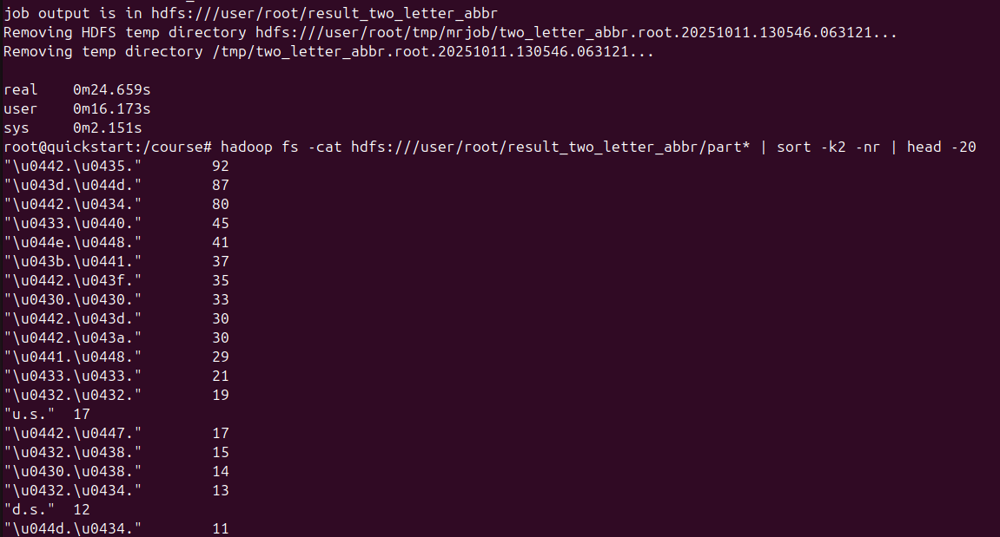 job output is in hdfs:///user/root/result_two_letter_abbr
Removing HDFS temp directory hdfs:///user/root/tmp/mrjob/two_letter_abbr.root.20251011.130546.063121...
Removing temp directory /tmp/two_letter_abbr.root.20251011.130546.063121...
real    0m24.659s
user    0m16.173s
sys     0m2.151s
root@quickstart:/course# hadoop fs -cat hdfs:///user/root/result_two_letter_abbr/part* | sort -k2 -nr | head -20
"\u0442.\u0435."        92
"\u043d.\u044d."        87
"\u0442.\u0434."        80
"\u0433.\u0440."        45
"\u044e.\u0448."        41
"\u043b.\u0441."        37
"\u0442.\u043f."        35
"\u0430.\u0430."        33
"\u0442.\u043d."        30
"\u0442.\u043a."        30
"\u0441.\u0448."        29
"\u0433.\u0433."        21
"\u0432.\u0432."        19
"u.s."  17
"\u0442.\u0447."        17
"\u0432.\u0438."        15
"\u0430.\u0438."        14
"\u0432.\u0434."        13
"d.s."  12
"\u044d.\u0434."        11